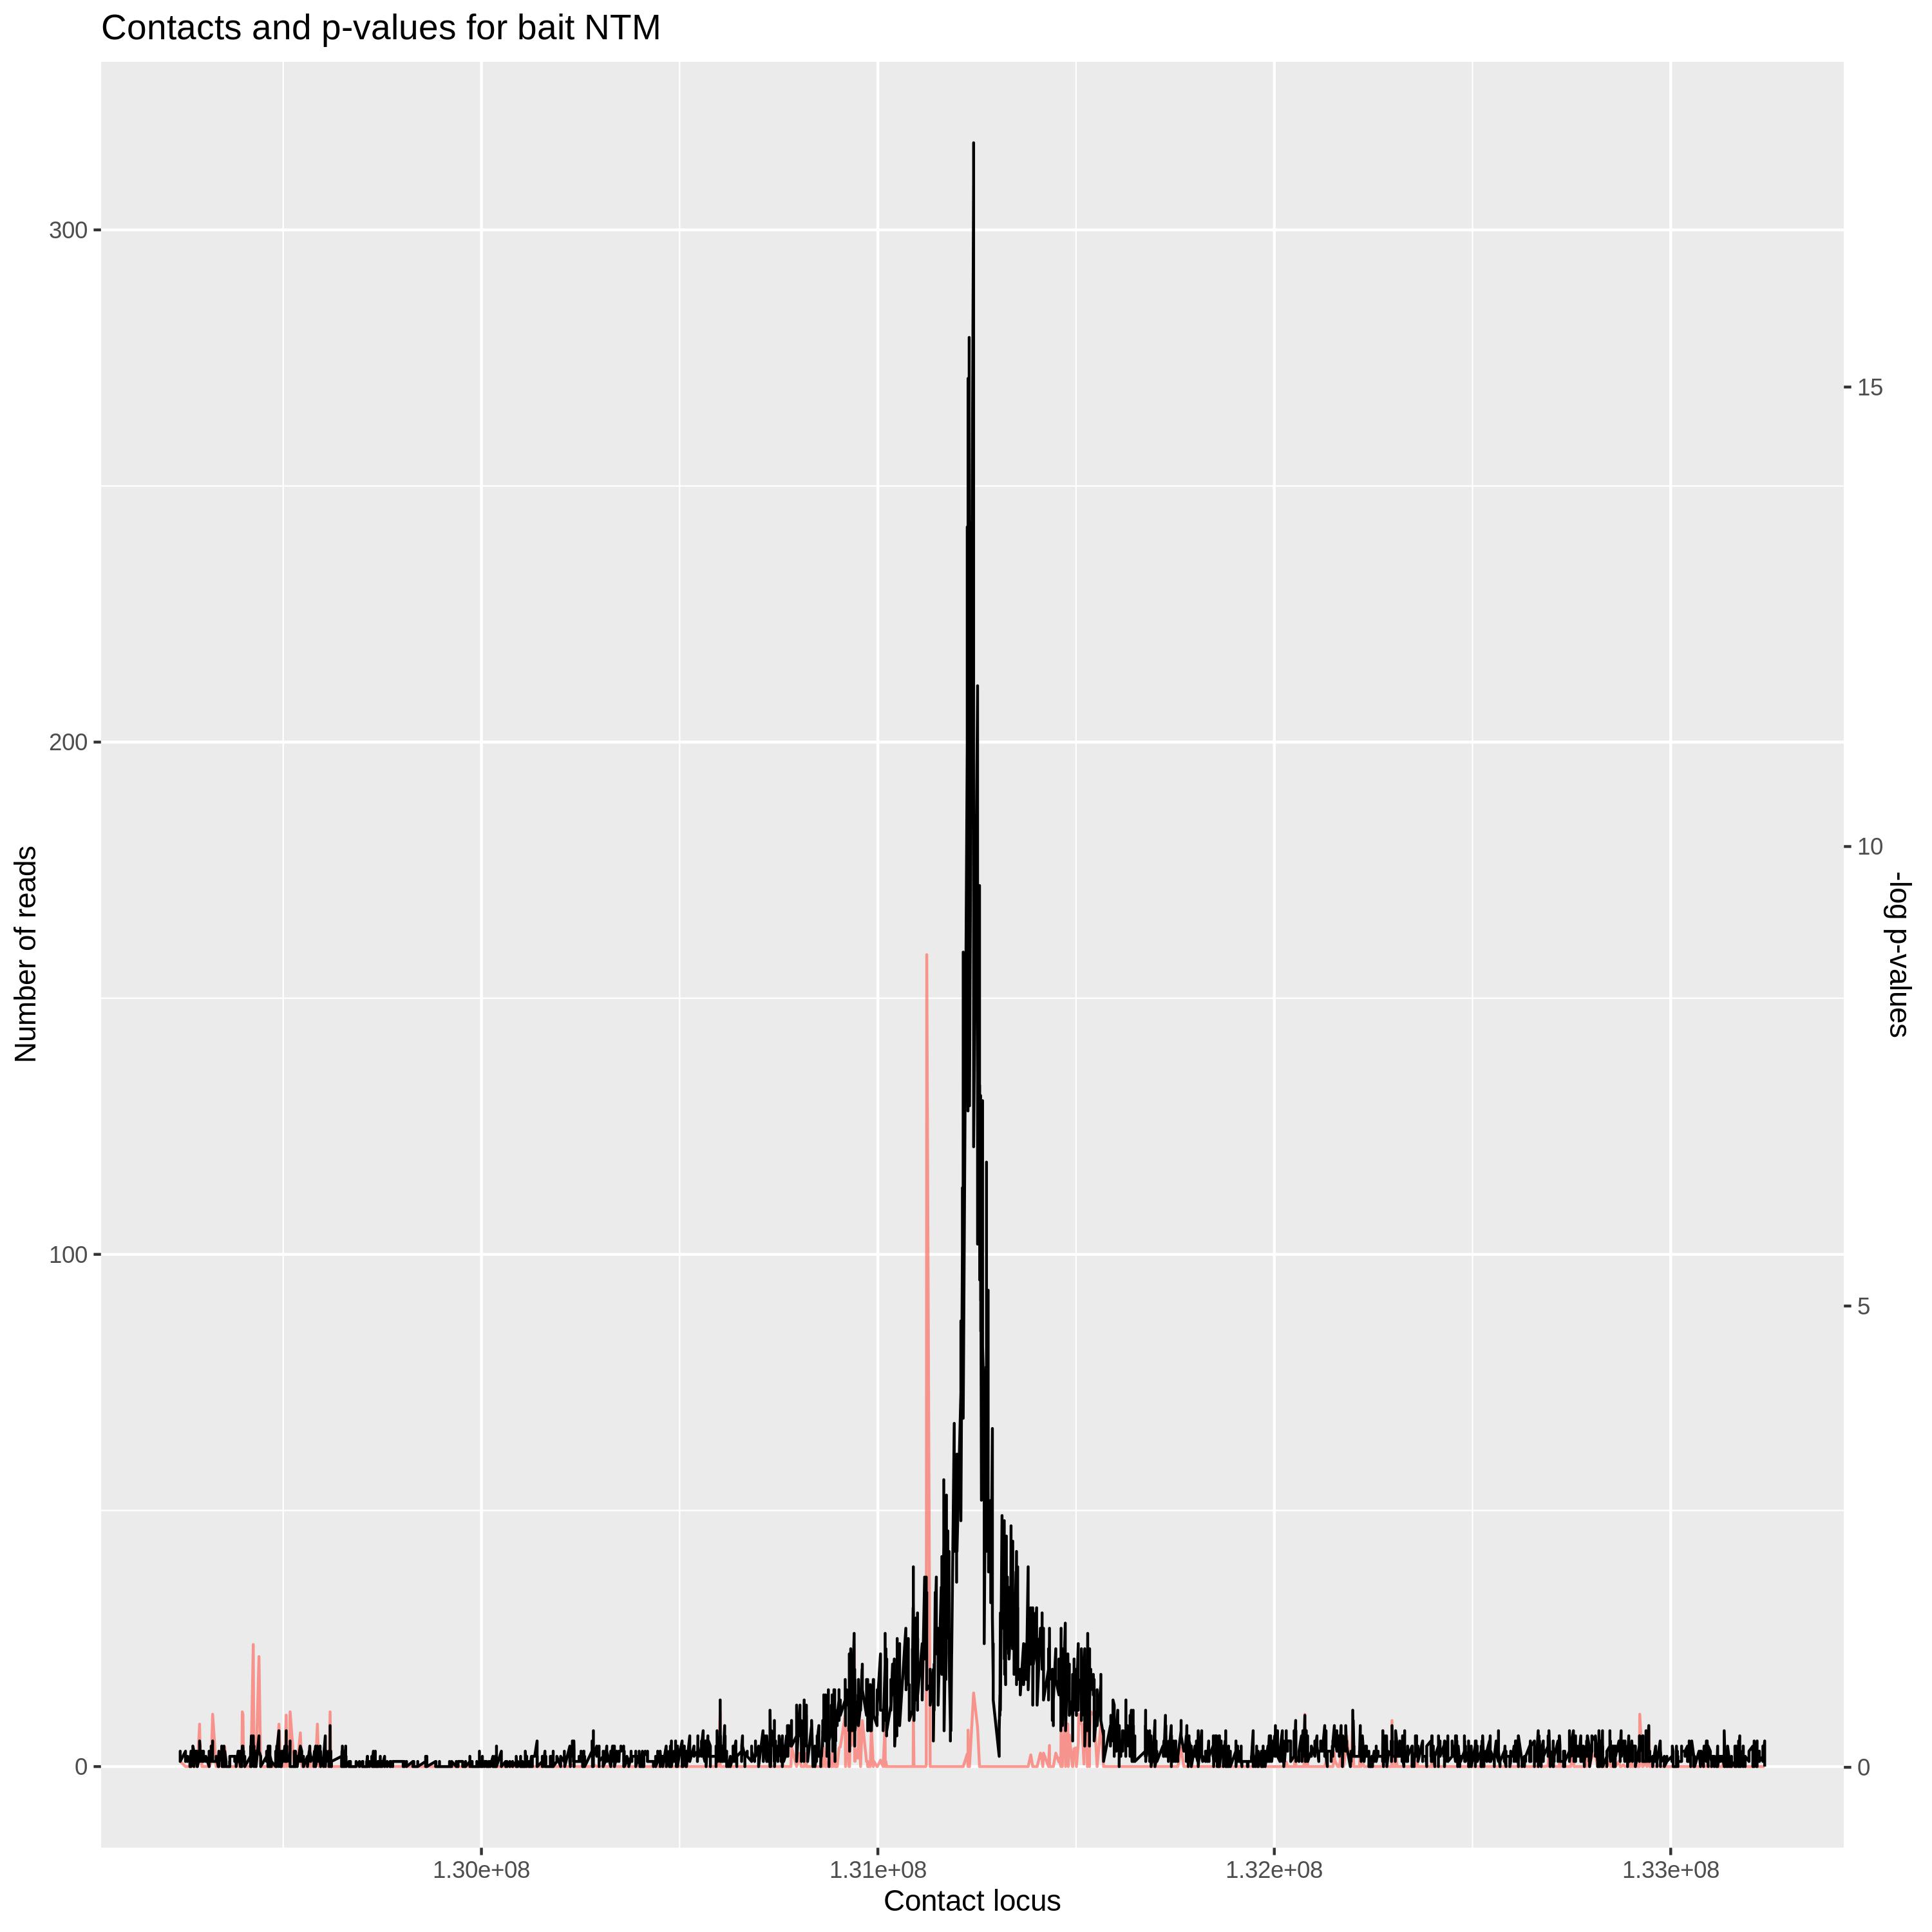 Contacts and p-values for bait NTM
Number of reads
300
200
100
0
15
10
5
0
-log p-values
1.30e+08
1.31e+08
1.32e+08
1.33e+08
Contact locus